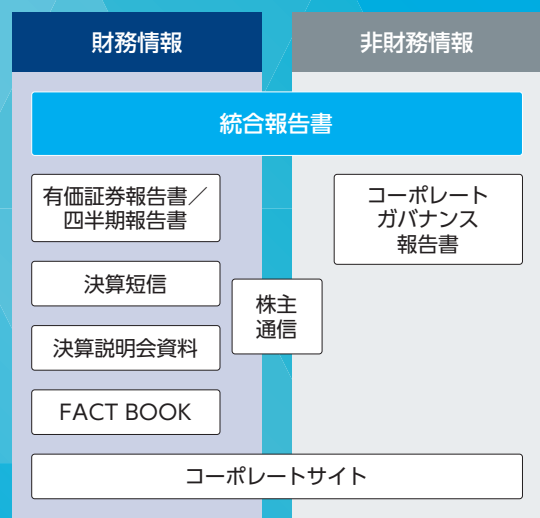 財務情報
非財務情報
統合報告書
有価証券報告書／
四半期報告書
コーポレート
ガバナンス
報告書
決算短信
株主
通信
決算説明会資料
FACT BOOK
コーポレートサイト